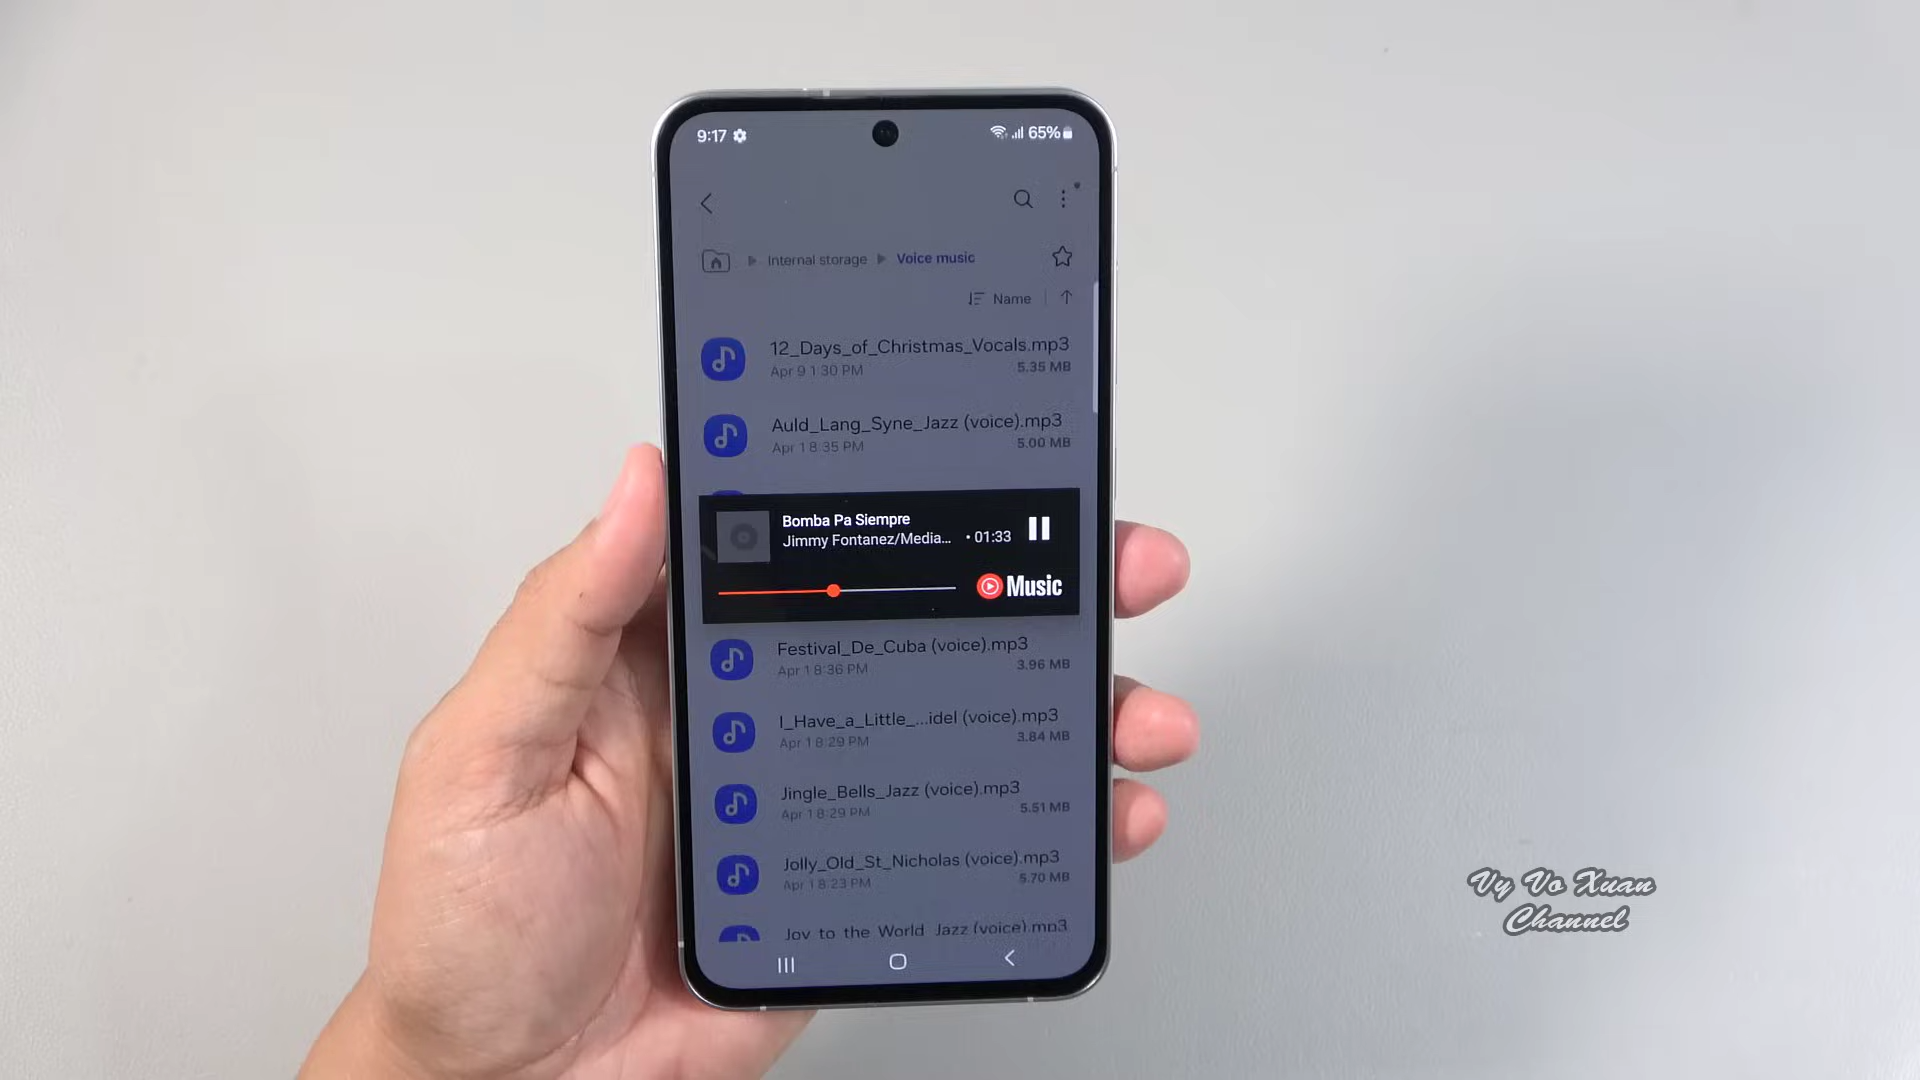 9:17
65%
Internal storage
Voice music
Name
12_Days_of_Christmas_Vocals.mp3
Apr 9 1:30 PM
5.35 MB
Auld_Lang_Syne_Jazz (voice).mp3
Apr 1 8:35 PM
5.00 MB
Bomba Pa Siempre
Jimmy Fontanez/Media...
• 01:33
Music
Festival_De_Cuba (voice).mp3
Apr 1 8:36 PM
3.96 MB
I_Have_a_Little_...idel (voice).mp3
Apr 1 8:29 PM
3.84 MB
Jingle_Bells_Jazz (voice).mp3
Apr 1 8:29 PM
5.51 MB
Jolly_Old_St_Nicholas (voice).mp3
Apr 1 8:23 PM
5.70 MB
Joy_to_the_World_Jazz (voice).mp3
Vy Vo Xuan
Channel